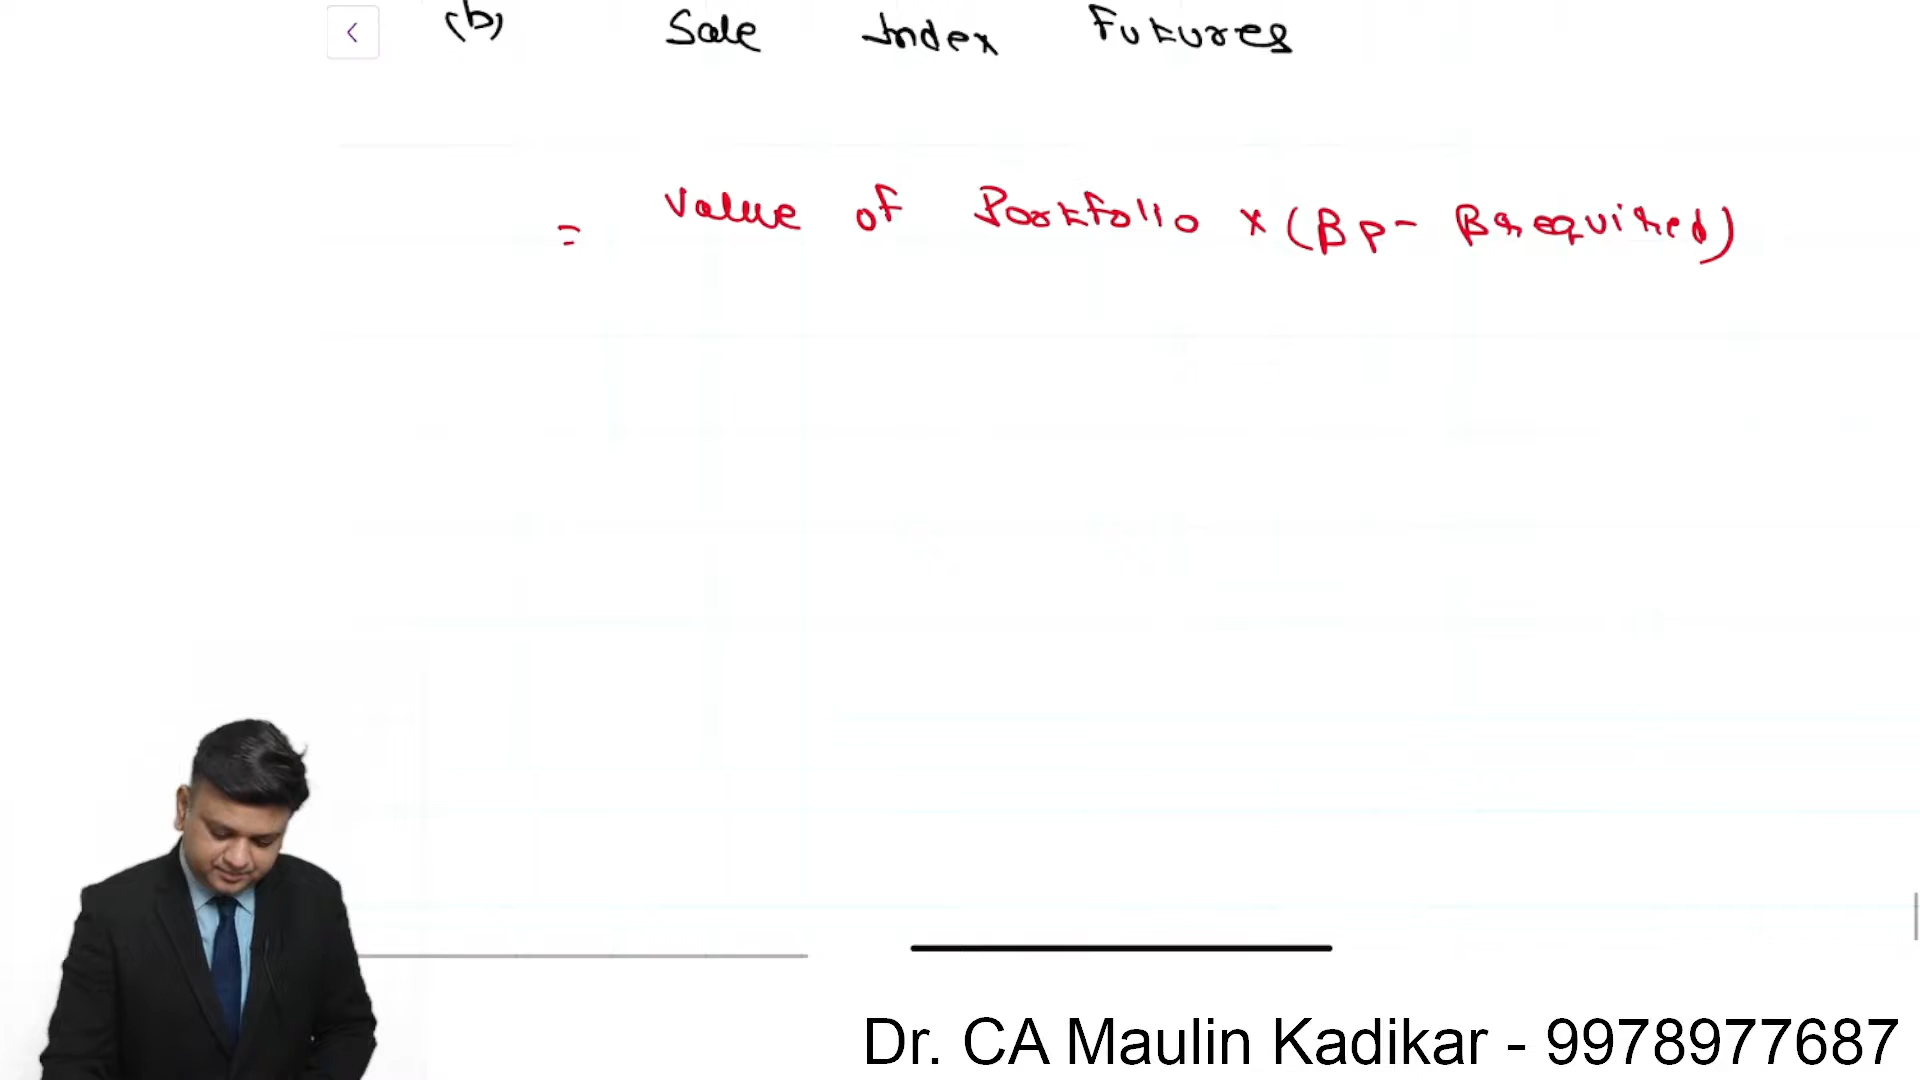 (b) Sale Index Futures
= Value of Portfolio × (βp - βrequired)
Dr. CA Maulin Kadikar - 9978977687